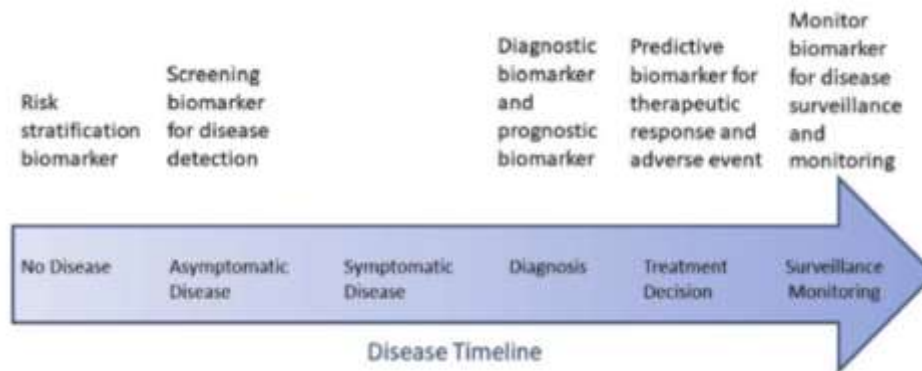 Risk
stratification
biomarker
Screening
biomarker
for disease
detection
Diagnostic
biomarker
and
prognostic
biomarker
Predictive
biomarker for
therapeutic
response and
adverse event
Monitor
biomarker
for disease
surveillance
and
monitoring
No Disease
Asymptomatic
Disease
Symptomatic
Disease
Diagnosis
Treatment
Decision
Surveillance
Monitoring
Disease Timeline